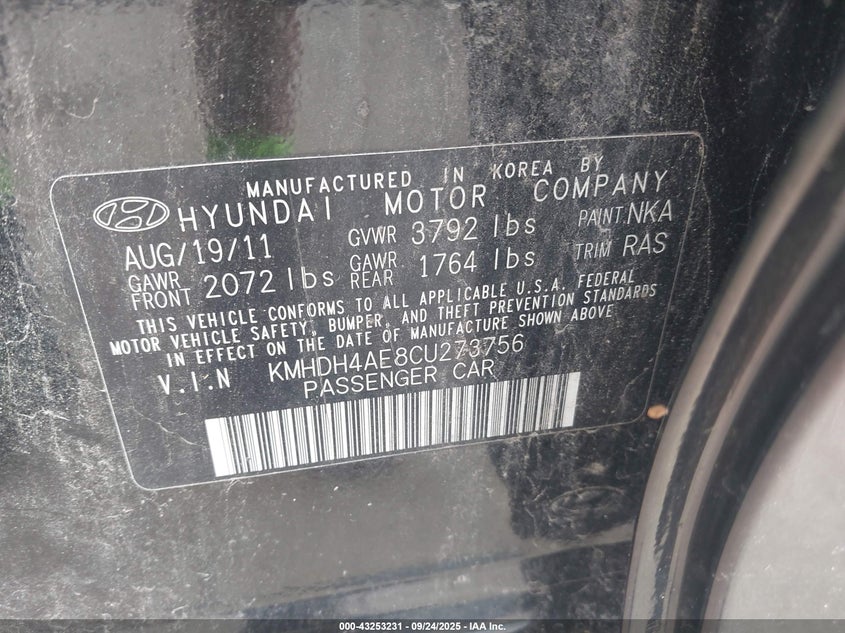 MANUFACTURED IN KOREA BY
HYUNDAI MOTOR COMPANY
AUG/19/11 GVWR 3792 lbs PAINT NKA
GAWR FRONT 2072 lbs GAWR REAR 1764 lbs TRIM RAS
THIS VEHICLE CONFORMS TO ALL APPLICABLE U.S.A. FEDERAL
MOTOR VEHICLE SAFETY, BUMPER, AND THEFT PREVENTION STANDARDS
IN EFFECT ON THE DATE OF MANUFACTURE SHOWN ABOVE
V.I.N KMHDH4AE8CU273756
PASSENGER CAR
000-43253231 - 09/24/2025 - IAA Inc.